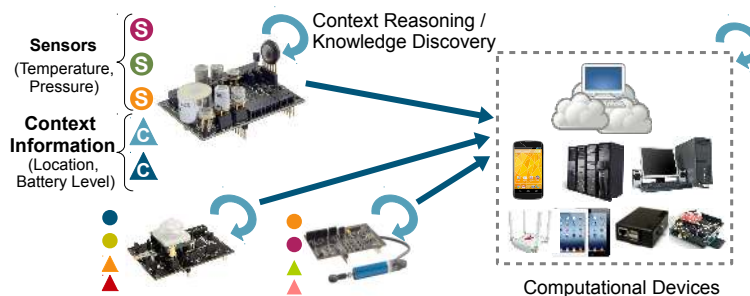 Sensors
(Temperature,
Pressure)
S
S
S
Context
Information
(Location,
Battery Level)
C
C
Context Reasoning /
Knowledge Discovery
Computational Devices